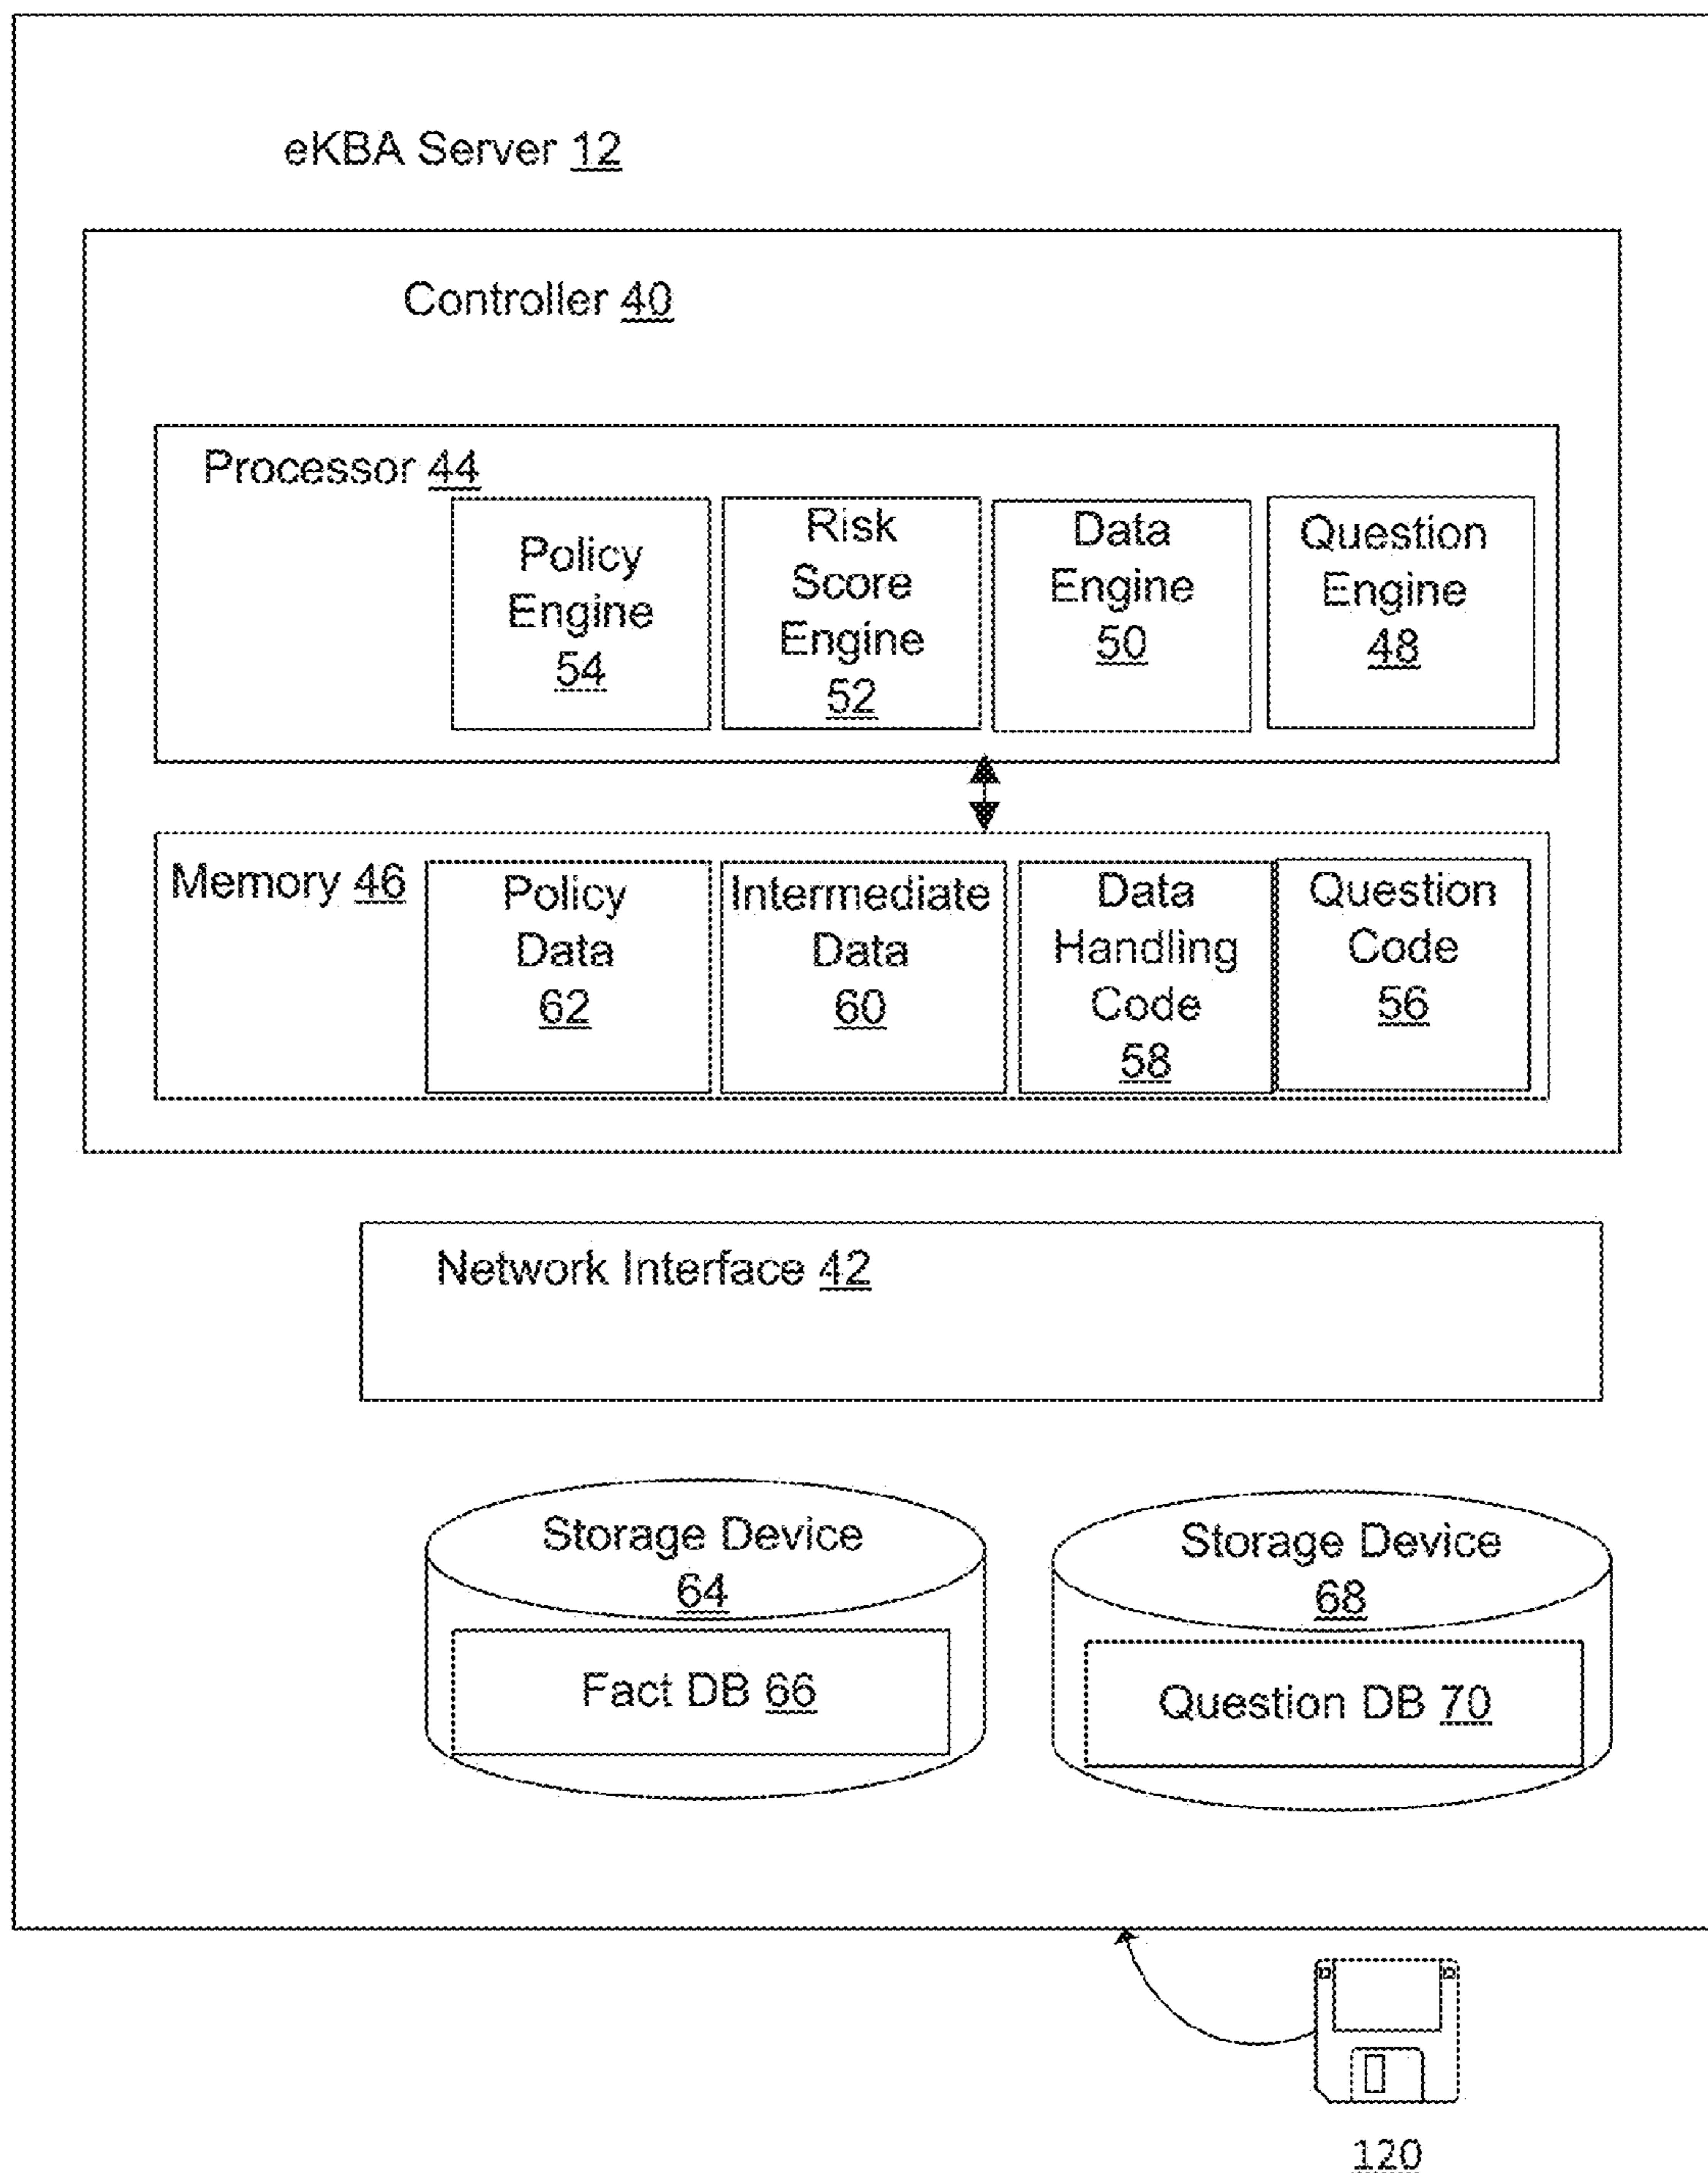 eKBA Server 12
Controller 40
Processor 44
Policy
Engine
54
Risk
Score
Engine
52
Data
Engine
50
Question
Engine
48
Memory 46
Policy
Data
62
Intermediate
Data
60
Data
Handling
Code
58
Question
Code
56
Network Interface 42
Storage Device
64
Fact DB 66
Storage Device
68
Question DB 70
120